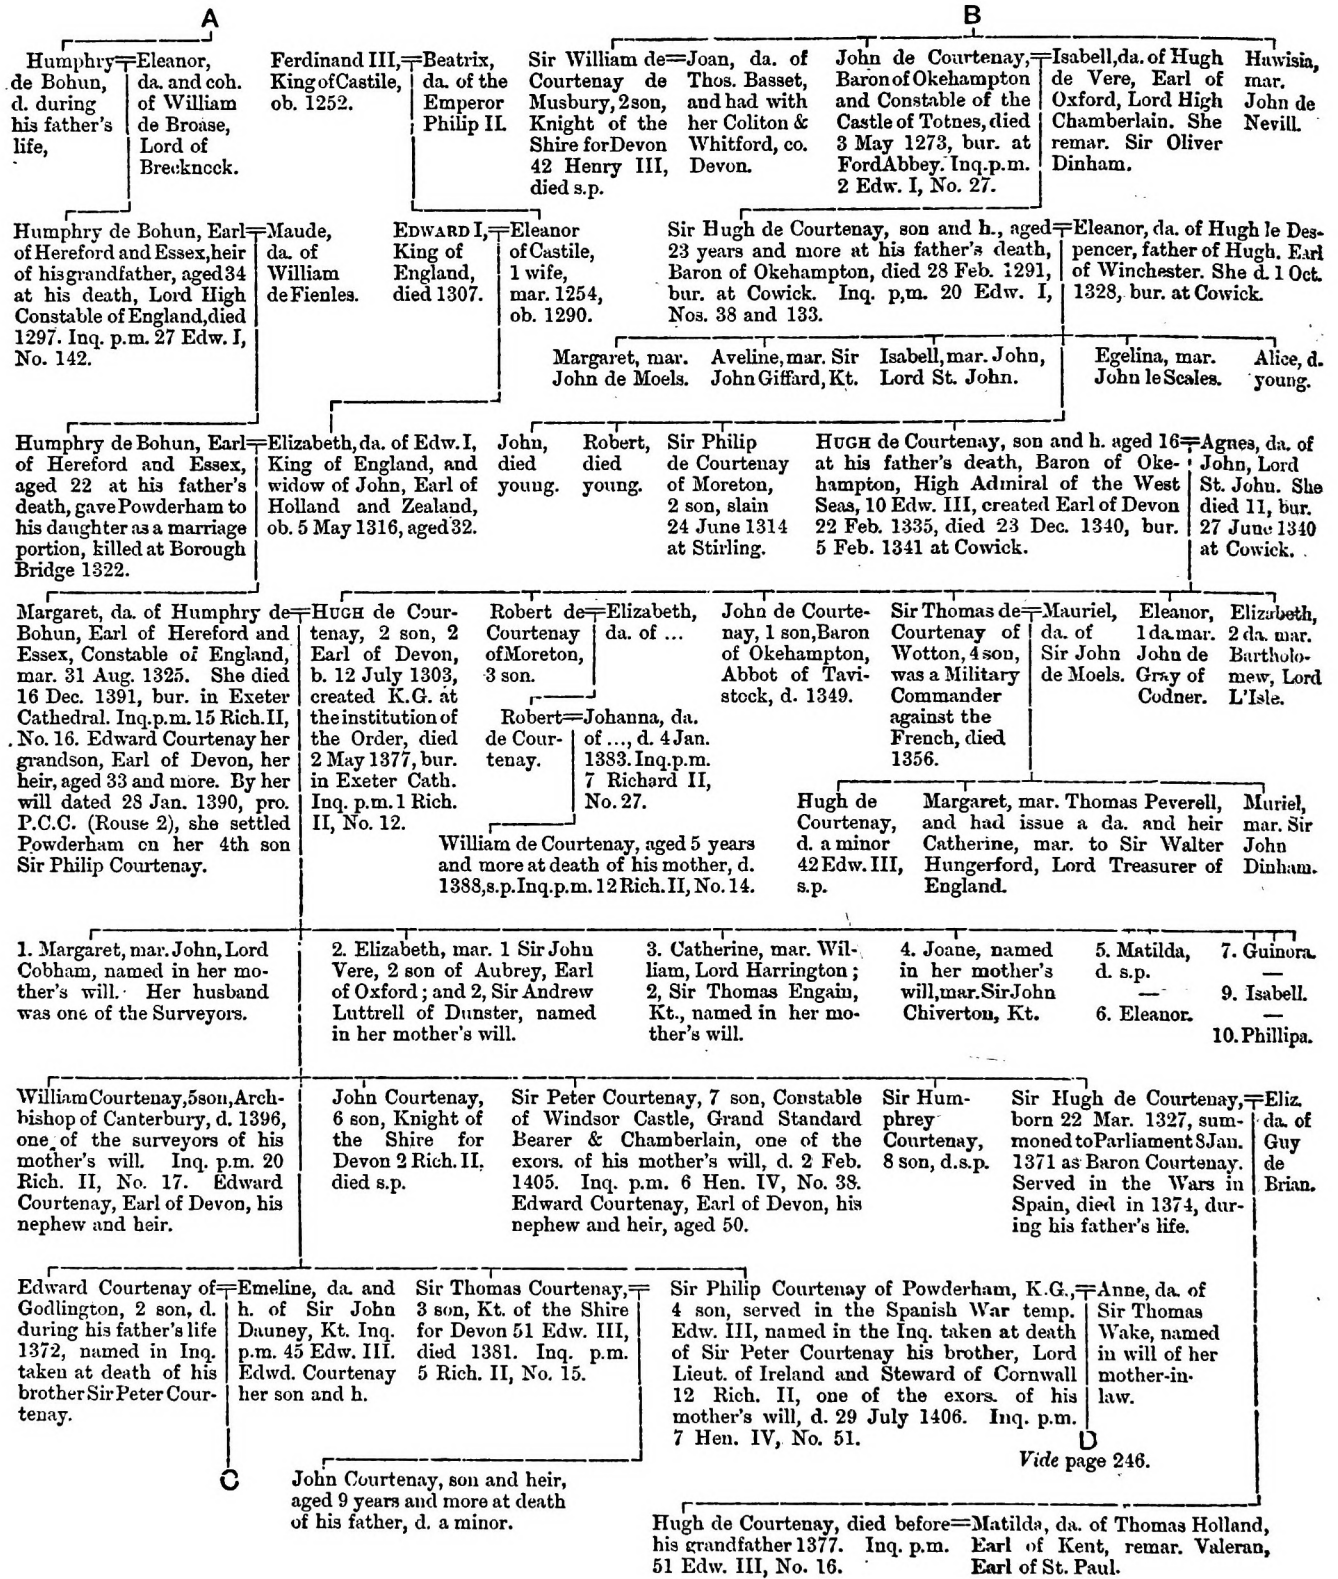 A
B
Humphry
de Bohun,
d. during
his father's
life,
Eleanor,
da. and coh.
of William
de Broase,
Lord of
Brecknock.
Ferdinand III,
King of Castile,
ob. 1252.
Beatrix,
da. of the
Emperor
Philip II.
Sir William de
Courtenay de
Musbury, 2 son,
Knight of the
Shire for Devon
42 Henry III,
died s.p.
Joan, da. of
Thos. Basset,
and had with
her Coliton &
Whitford, co.
Devon.
John de Courtenay,
Baron of Okehampton
and Constable of the
Castle of Totnes, died
3 May 1273, bur. at
Ford Abbey. Inq. p.m.
2 Edw. I, No. 27.
Isabell, da. of Hugh
de Vere, Earl of
Oxford, Lord High
Chamberlain. She
remar. Sir Oliver
Dinham.
Hawisia,
mar.
John de
Nevill.
Humphry de Bohun, Earl
of Hereford and Essex, heir
of his grandfather, aged 34
at his death, Lord High
Constable of England, died
1297. Inq. p.m. 27 Edw. I,
No. 142.
Maude,
da. of
William
de Fienles.
EDWARD I,
King of
England,
died 1307.
Eleanor
of Castile,
1 wife,
mar. 1254,
ob. 1290.
Sir Hugh de Courtenay, son and h., aged
23 years and more at his father's death,
Baron of Okehampton, died 28 Feb. 1291,
bur. at Cowick. Inq. p,m. 20 Edw. I,
Nos. 38 and 133.
Eleanor, da. of Hugh le Des-
pencer, father of Hugh. Earl
of Winchester. She d. 1 Oct.
1328, bur. at Cowick.
Margaret, mar.
John de Moels.
Aveline, mar. Sir
John Giffard, Kt.
Isabell, mar. John,
Lord St. John.
Egelina, mar.
John le Scales.
Alice, d.
young.
Humphry de Bohun, Earl
of Hereford and Essex,
aged 22 at his father's
death, gave Powderham to
his daughter as a marriage
portion, killed at Borough
Bridge 1322.
Elizabeth, da. of Edw. I,
King of England, and
widow of John, Earl of
Holland and Zealand,
ob. 5 May 1316, aged 32.
John,
died
young.
Robert,
died
young.
Sir Philip
de Courtenay
of Moreton,
2 son, slain
24 June 1314
at Stirling.
HUGH de Courtenay, son and h. aged 16
at his father's death, Baron of Oke-
hampton, High Admiral of the West
Seas, 10 Edw. III, created Earl of Devon
22 Feb. 1335, died 23 Dec. 1340, bur.
5 Feb. 1341 at Cowick.
Agnes, da. of
John, Lord
St. John. She
died 11, bur.
27 June 1340
at Cowick.
Margaret, da. of Humphry de
Bohun, Earl of Hereford and
Essex, Constable of England,
mar. 31 Aug. 1325. She died
16 Dec. 1391, bur. in Exeter
Cathedral. Inq. p.m. 15 Rich. II,
No. 16. Edward Courtenay her
grandson, Earl of Devon, her
heir, aged 33 and more. By her
will dated 28 Jan. 1390, pro.
P.C.C. (Rouse 2), she settled
Powderham on her 4th son
Sir Philip Courtenay.
HUGH de Cour-
tenay, 2 son, 2
Earl of Devon,
b. 12 July 1303,
created K.G. at
the institution of
the Order, died
2 May 1377, bur.
in Exeter Cath.
Inq. p.m. 1 Rich.
II, No. 12.
Robert de
Courtenay
of Moreton,
3 son.
Elizabeth,
da. of ...
Robert
de Cour-
tenay.
Johanna, da.
of ..., d. 4 Jan.
1383. Inq. p.m.
7 Richard II,
No. 27.
William de Courtenay, aged 5 years
and more at death of his mother, d.
1388, s.p. Inq. p.m. 12 Rich. II, No. 14.
John de Courte-
nay, 1 son, Baron
of Okehampton,
Abbot of Tavi-
stock, d. 1349.
Sir Thomas de
Courtenay of
Wotton, 4 son,
was a Military
Commander
against the
French, died
1356.
Mauriel,
da. of
Sir John
de Moels.
Eleanor,
1 da. mar.
John de
Gray of
Codner.
Elizabeth,
2 da. mar.
Bartholo-
mew, Lord
L'Isle.
Hugh de
Courtenay,
d. a minor
42 Edw. III,
s.p.
Margaret, mar. Thomas Peverell,
and had issue a da. and heir
Catherine, mar. to Sir Walter
Hungerford, Lord Treasurer of
England.
Muriel,
mar. Sir
John
Dinham.
1. Margaret, mar. John, Lord
Cobham, named in her mo-
ther's will. Her husband
was one of the Surveyors.
2. Elizabeth, mar. 1 Sir John
Vere, 2 son of Aubrey, Earl
of Oxford; and 2, Sir Andrew
Luttrell of Dunster, named
in her mother's will.
3. Catherine, mar. Wil-
liam, Lord Harrington;
2, Sir Thomas Engain,
Kt., named in her mo-
ther's will.
4. Joane, named
in her mother's
will, mar. Sir John
Chiverton, Kt.
5. Matilda,
d. s.p.
—
6. Eleanor.
7. Guinora.
—
9. Isabell.
—
10. Phillipa.
William Courtenay, 5 son, Arch-
bishop of Canterbury, d. 1396,
one of the surveyors of his
mother's will. Inq. p.m. 20
Rich. II, No. 17. Edward
Courtenay, Earl of Devon, his
nephew and heir.
John Courtenay,
6 son, Knight of
the Shire for
Devon 2 Rich. II,
died s.p.
Sir Peter Courtenay, 7 son, Constable
of Windsor Castle, Grand Standard
Bearer & Chamberlain, one of the
exors. of his mother's will, d. 2 Feb.
1405. Inq. p.m. 6 Hen. IV, No. 38.
Edward Courtenay, Earl of Devon, his
nephew and heir, aged 50.
Sir Hum-
phrey
Courtenay,
8 son, d.s.p.
Sir Hugh de Courtenay,
born 22 Mar. 1327, sum-
moned to Parliament 8 Jan.
1371 as Baron Courtenay.
Served in the Wars in
Spain, died in 1374, dur-
ing his father's life.
Eliz.
da. of
Guy
de
Brian.
Edward Courtenay of
Godlington, 2 son, d.
during his father's life
1372, named in Inq.
taken at death of his
brother Sir Peter Cour-
tenay.
Emeline, da. and
h. of Sir John
Dauney, Kt. Inq.
p.m. 45 Edw. III.
Edwd. Courtenay
her son and h.
Sir Thomas Courtenay,
3 son, Kt. of the Shire
for Devon 51 Edw. III,
died 1381. Inq. p.m.
5 Rich. II, No. 15.
Sir Philip Courtenay of Powderham, K.G.,
4 son, served in the Spanish War temp.
Edw. III, named in the Inq. taken at death
of Sir Peter Courtenay his brother, Lord
Lieut. of Ireland and Steward of Cornwall
12 Rich. II, one of the exors. of his
mother's will, d. 29 July 1406. Inq. p.m.
7 Hen. IV, No. 51.
Anne, da. of
Sir Thomas
Wake, named
in will of her
mother-in-
law.
D
Vide page 246.
C
John Courtenay, son and heir,
aged 9 years and more at death
of his father, d. a minor.
Hugh de Courtenay, died before
his grandfather 1377. Inq. p.m.
51 Edw. III, No. 16.
Matilda, da. of Thomas Holland,
Earl of Kent, remar. Valeran,
Earl of St. Paul.